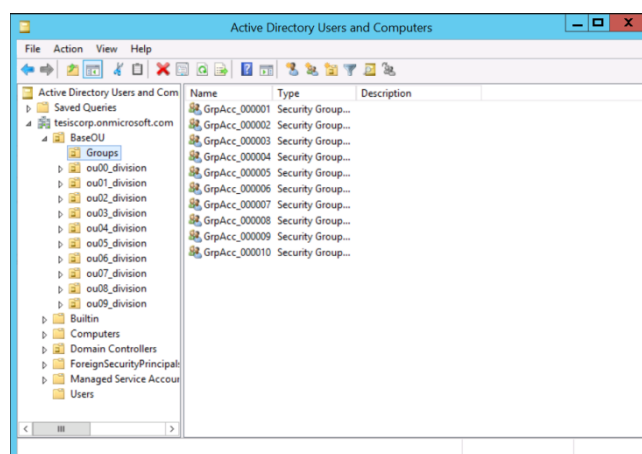 Active Directory Users and Computers
File Action View Help
Active Directory Users and Com
Saved Queries
tesiscorp.onmicrosoft.com
BaseOU
Groups
ou00_division
ou01_division
ou02_division
ou03_division
ou04_division
ou05_division
ou06_division
ou07_division
ou08_division
ou09_division
Builtin
Computers
Domain Controllers
ForeignSecurityPrincipals
Managed Service Accour
Users
Name Type Description
GrpAcc_000001 Security Group...
GrpAcc_000002 Security Group...
GrpAcc_000003 Security Group...
GrpAcc_000004 Security Group...
GrpAcc_000005 Security Group...
GrpAcc_000006 Security Group...
GrpAcc_000007 Security Group...
GrpAcc_000008 Security Group...
GrpAcc_000009 Security Group...
GrpAcc_000010 Security Group...